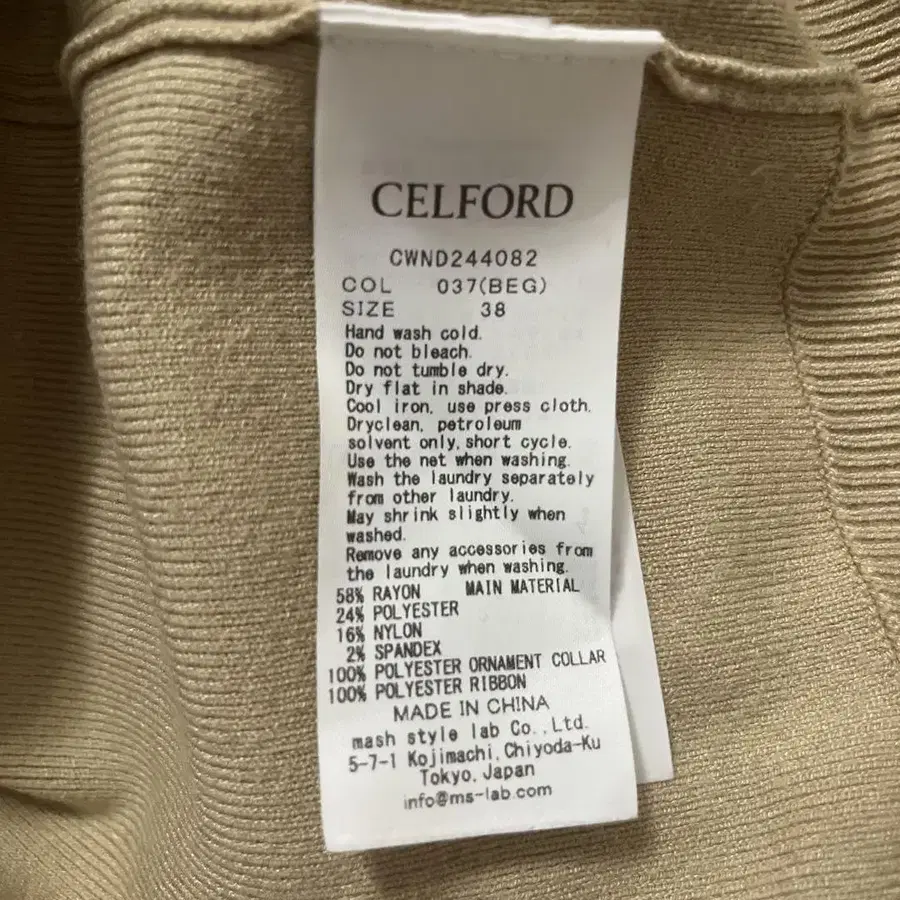 CELFORD
CWND244082
COL 037(BEG)
SIZE 38
Hand wash cold.
Do not bleach.
Do not tumble dry.
Dry flat in shade.
Cool iron, use press cloth.
Dryclean, petroleum
solvent only, short cycle.
Use the net when washing.
Wash the laundry separately
from other laundry.
May shrink slightly when
washed.
Remove any accessories from
the laundry when washing.
58% RAYON MAIN MATERIAL
24% POLYESTER
16% NYLON
2% SPANDEX
100% POLYESTER ORNAMENT COLLAR
100% POLYESTER RIBBON
MADE IN CHINA
mash style lab Co.,Ltd.
5-7-1 Kojimachi, Chiyoda-Ku
Tokyo, Japan
info@ms-lab.com